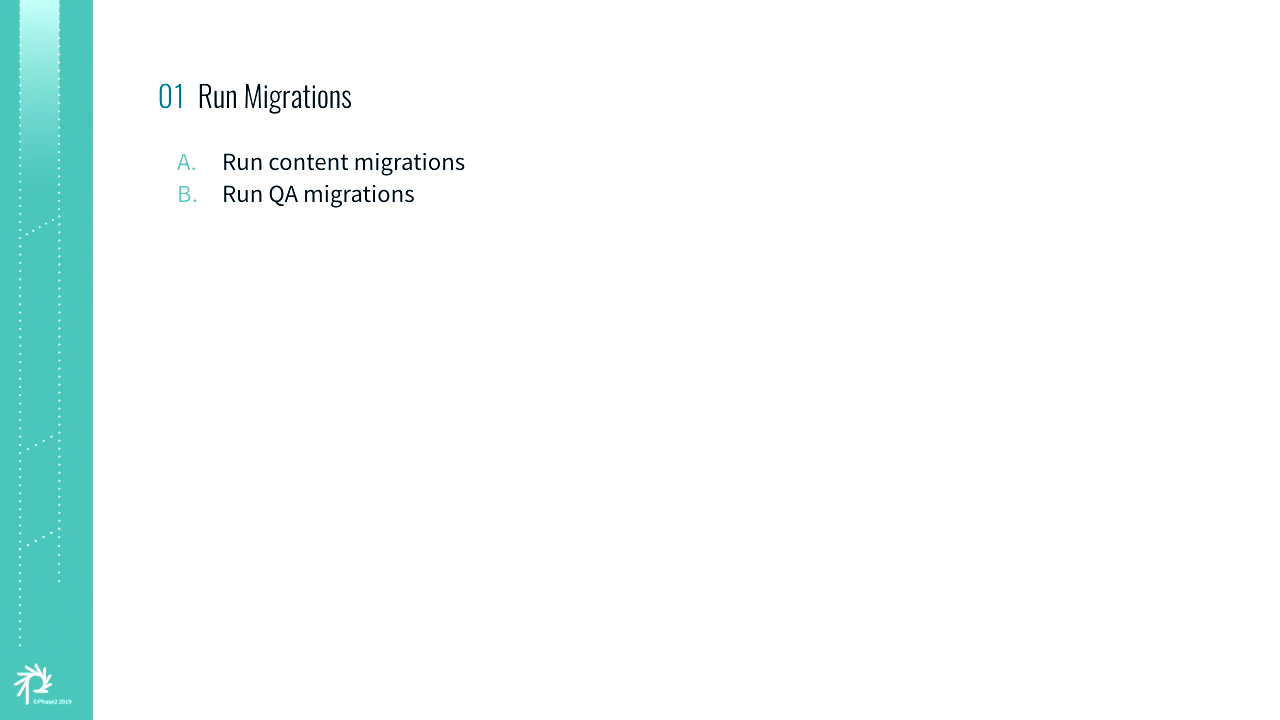 01 Run Migrations
A. Run content migrations
B. Run QA migrations
©Phase2 2019